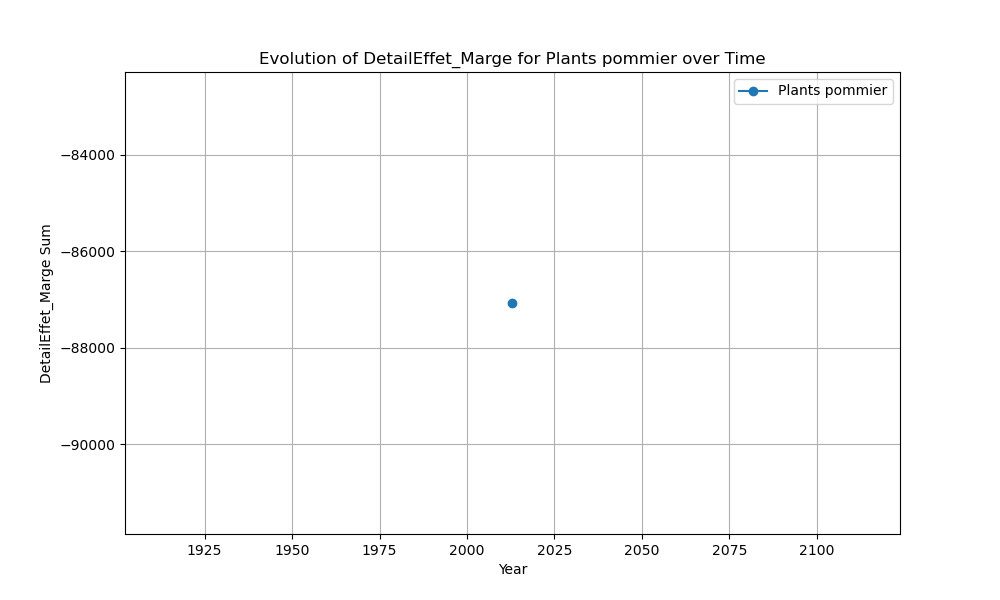 Evolution of DetailEffet_Marge for Plants pommier over Time
Plants pommier
−84000
−86000
−88000
−90000
DetailEffet_Marge Sum
1925 1950 1975 2000 2025 2050 2075 2100
Year